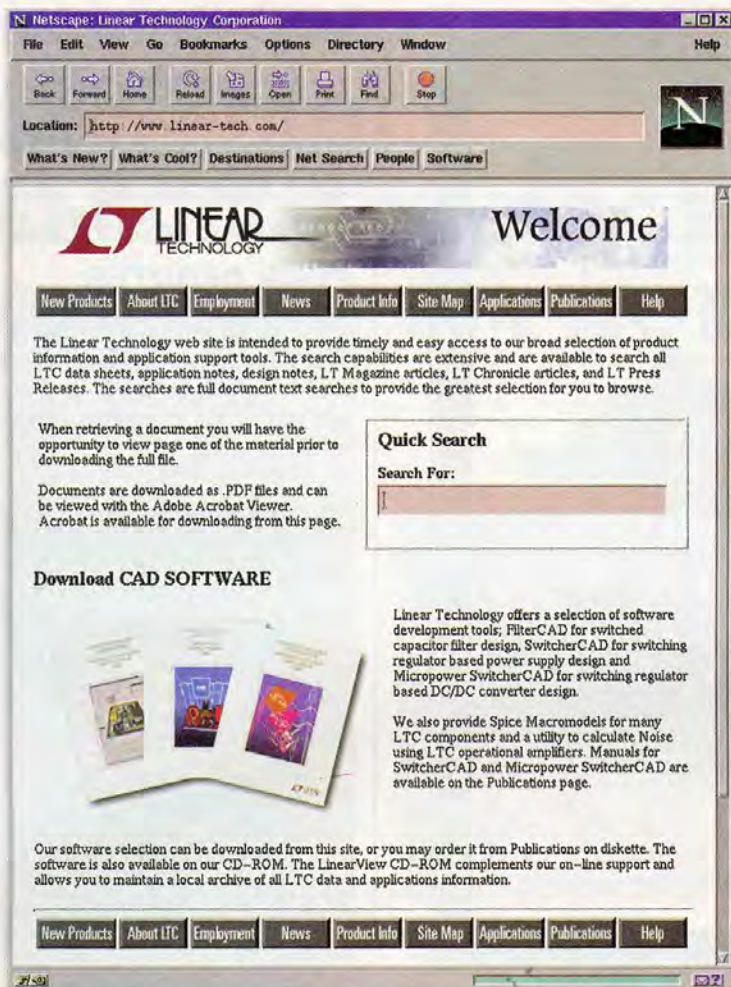 N Netscape: Linear Technology Corporation
File Edit View Go Bookmarks Options Directory Window Help
Back Forward Home Reload Images Open Print Find Stop
N
Location: http://www.linear-tech.com/
What's New? What's Cool? Destinations Net Search People Software
LINEAR
TECHNOLOGY
Welcome
New Products About LTC Employment News Product Info Site Map Applications Publications Help
The Linear Technology web site is intended to provide timely and easy access to our broad selection of product
information and application support tools. The search capabilities are extensive and are available to search all
LTC data sheets, application notes, design notes, LT Magazine articles, LT Chronicle articles, and LT Press
Releases. The searches are full document text searches to provide the greatest selection for you to browse.
When retrieving a document you will have the
opportunity to view page one of the material prior to
downloading the full file.
Documents are downloaded as .PDF files and can
be viewed with the Adobe Acrobat Viewer.
Acrobat is available for downloading from this page.
Quick Search
Search For:
Download CAD SOFTWARE
Linear Technology offers a selection of software
development tools; FilterCAD for switched
capacitor filter design, SwitcherCAD for switching
regulator based power supply design and
Micropower SwitcherCAD for switching regulator
based DC/DC converter design.
We also provide Spice Macromodels for many
LTC components and a utility to calculate Noise
using LTC operational amplifiers. Manuals for
SwitcherCAD and Micropower SwitcherCAD are
available on the Publications page.
Our software selection can be downloaded from this site, or you may order it from Publications on diskette. The
software is also available on our CD-ROM. The LinearView CD-ROM complements our on-line support and
allows you to maintain a local archive of all LTC data and applications information.
New Products About LTC Employment News Product Info Site Map Applications Publications Help